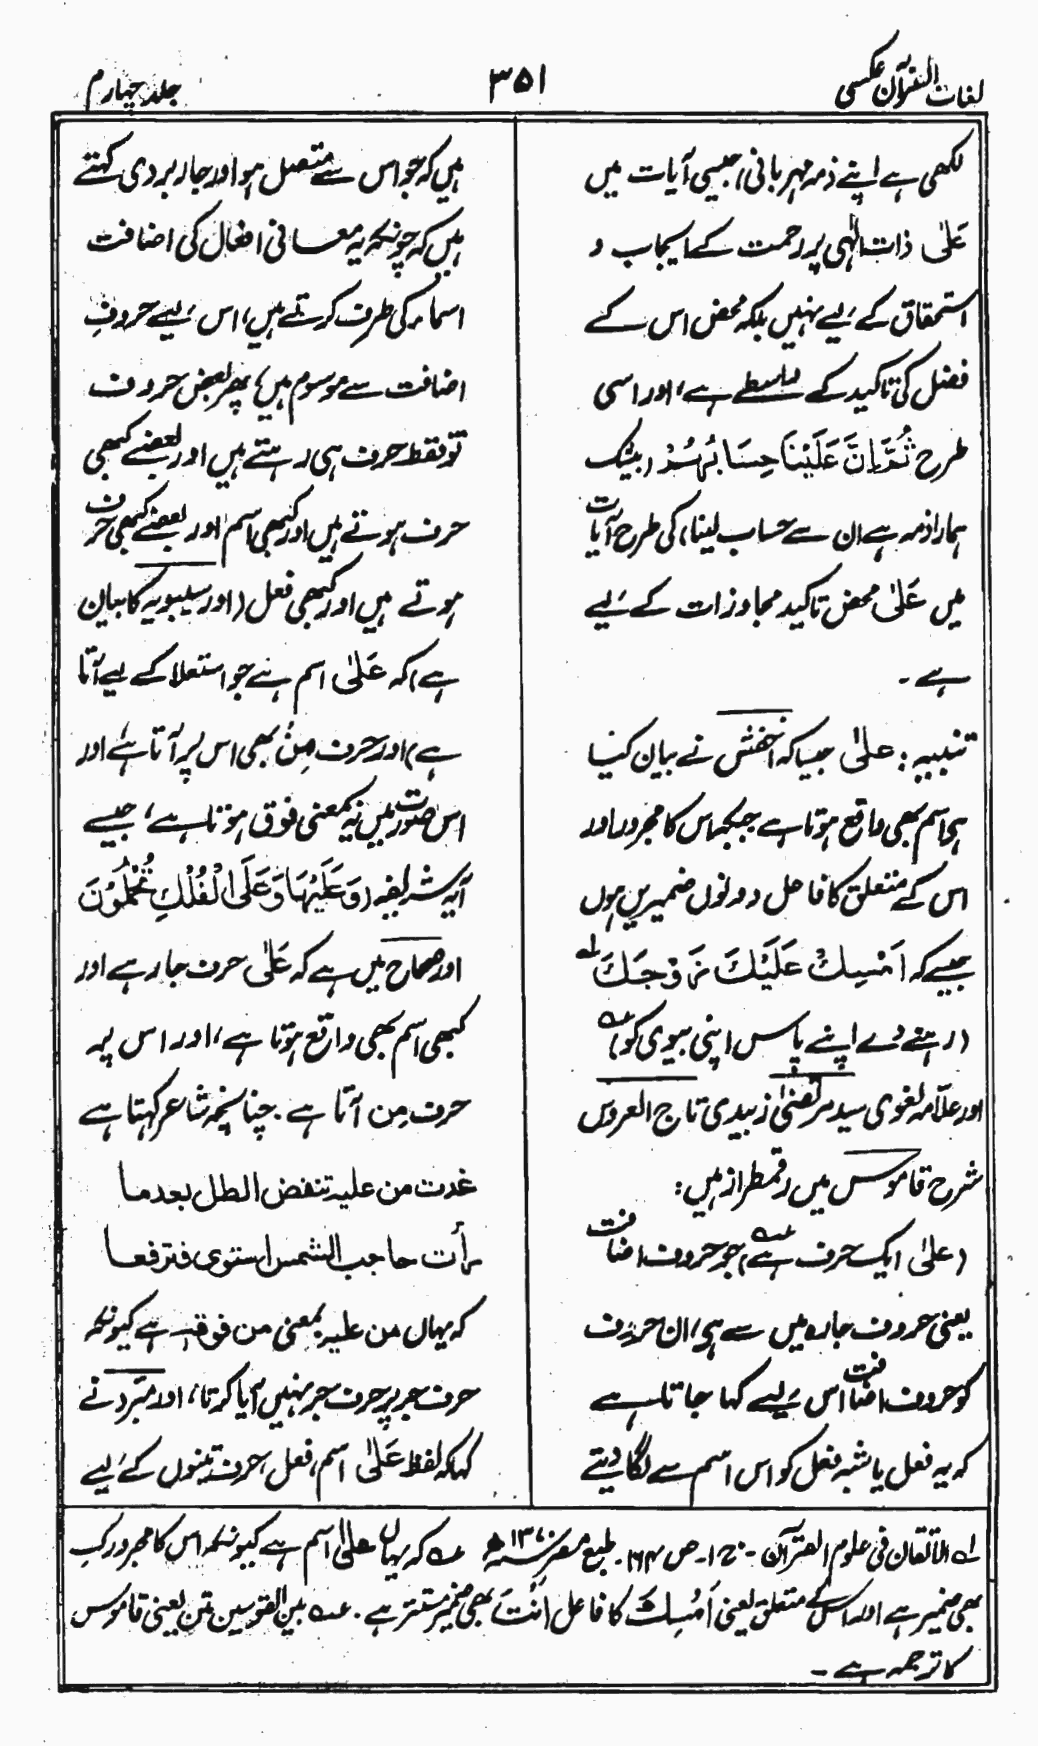 لغات القرآن عکسی
۳۵۱
جلد چہارم
لکھی ہے اپنے ذمہ مہربانی) جیسی آیات میں
عَلٰی ذات الٰہی پر رحمت کے ایجاب و
استحقاق کے لیے نہیں بلکہ محض اس کے
فضل کی تاکید کے واسطے ہے، اور اسی
طرح ثُمَّ اِنَّ عَلَیْنَا حِسَابَہُمْ (بیشک
ہمارا ذمہ ہے ان سے حساب لینا) کی طرح آیات
میں عَلٰی محض تاکید مجاوزات کے لیے
ہے۔
تنبیہ: علیٰ جیسا کہ اخفش نے بیان کیا
ہی اسم بھی واقع ہوتا ہے جبکہ اس کا مجرور اور
اس کے متعلق کا فاعل دونوں ضمیریں ہوں
جیسے کہ اَمْسِكْ عَلَيْكَ زَوْجَكَ لہ
(رہنے دے اپنے پاس اپنی بیوی کو) عہ
اور علّامہ لغوی سید مرتضیٰ زبیدی تاج العروس
شرح قاموس میں رقمطراز ہیں:
(علٰی ایک حرف ہے) عہ جو حروف اضافت
یعنی حروف جارہ میں سے ہی، ان حروف
کو حروف اضافت اس لیے کہا جاتا ہے
کہ یہ فعل یا شبہ فعل کو اس اسم سے لگا دیتے
ہیں کہ جو اس سے متصل ہو اور جار بردی کہتے
ہیں کہ چونکہ یہ معانی افعال کی اضافت
اسماء کی طرف کرتے ہیں، اس لیے حروفِ
اضافت سے موسوم ہیں، پھر بعض حروف
تو فقط حرف ہی رہتے ہیں اور بعضے کبھی
حرف ہوتے ہیں اور کبھی اسم اور بعضے کبھی حرف
ہوتے ہیں اور کبھی فعل (اور سیبویہ کا بیان
ہے) کہ عَلٰی اسم ہے جو استعلا کے لیے آتا
ہے) اور حرف مِنْ بھی اس پر آتا ہے، اور
اس صورت میں یہ بمعنی فوق ہوتا ہے، جیسے
آیہ شریفہ (وَعَلَيْهَا وَعَلَى الْفُلْكِ تُحْمَلُوْنَ
اور صحاح میں ہے کہ عَلٰی حرف جار ہے اور
کبھی اسم بھی واقع ہوتا ہے، اور اس پر
حرف مِن آتا ہے۔ چنانچہ شاعر کہتا ہے
غدت من علیه تنفض الطل بعدما
رأت حاجب الشمس استوی فترفعا
کہ یہاں من علیہ بمعنی من فوقہ ہے کیونکہ
حرف جر پر حرف جر نہیں آیا کرتا، اور مبرّد نے
کہا کہ لفظ عَلٰی اسم، فعل، حرف تینوں کے لیے
لہ الاتقان فی علوم القرآن۔ ج ۱۔ ص ۱۶۴۔ طبع مصر سنہ ۱۳۷۰ھ عہ کہ یہاں علیٰ اسم ہے کیونکہ اس کا مجرور ک
بھی ضمیر ہے اور اس کے متعلق یعنی اَمْسِكْ کا فاعل اَنْتَ بھی ضمیر مستتر ہے۔ عہ بین القوسین متن یعنی قاموس
کا ترجمہ ہے۔